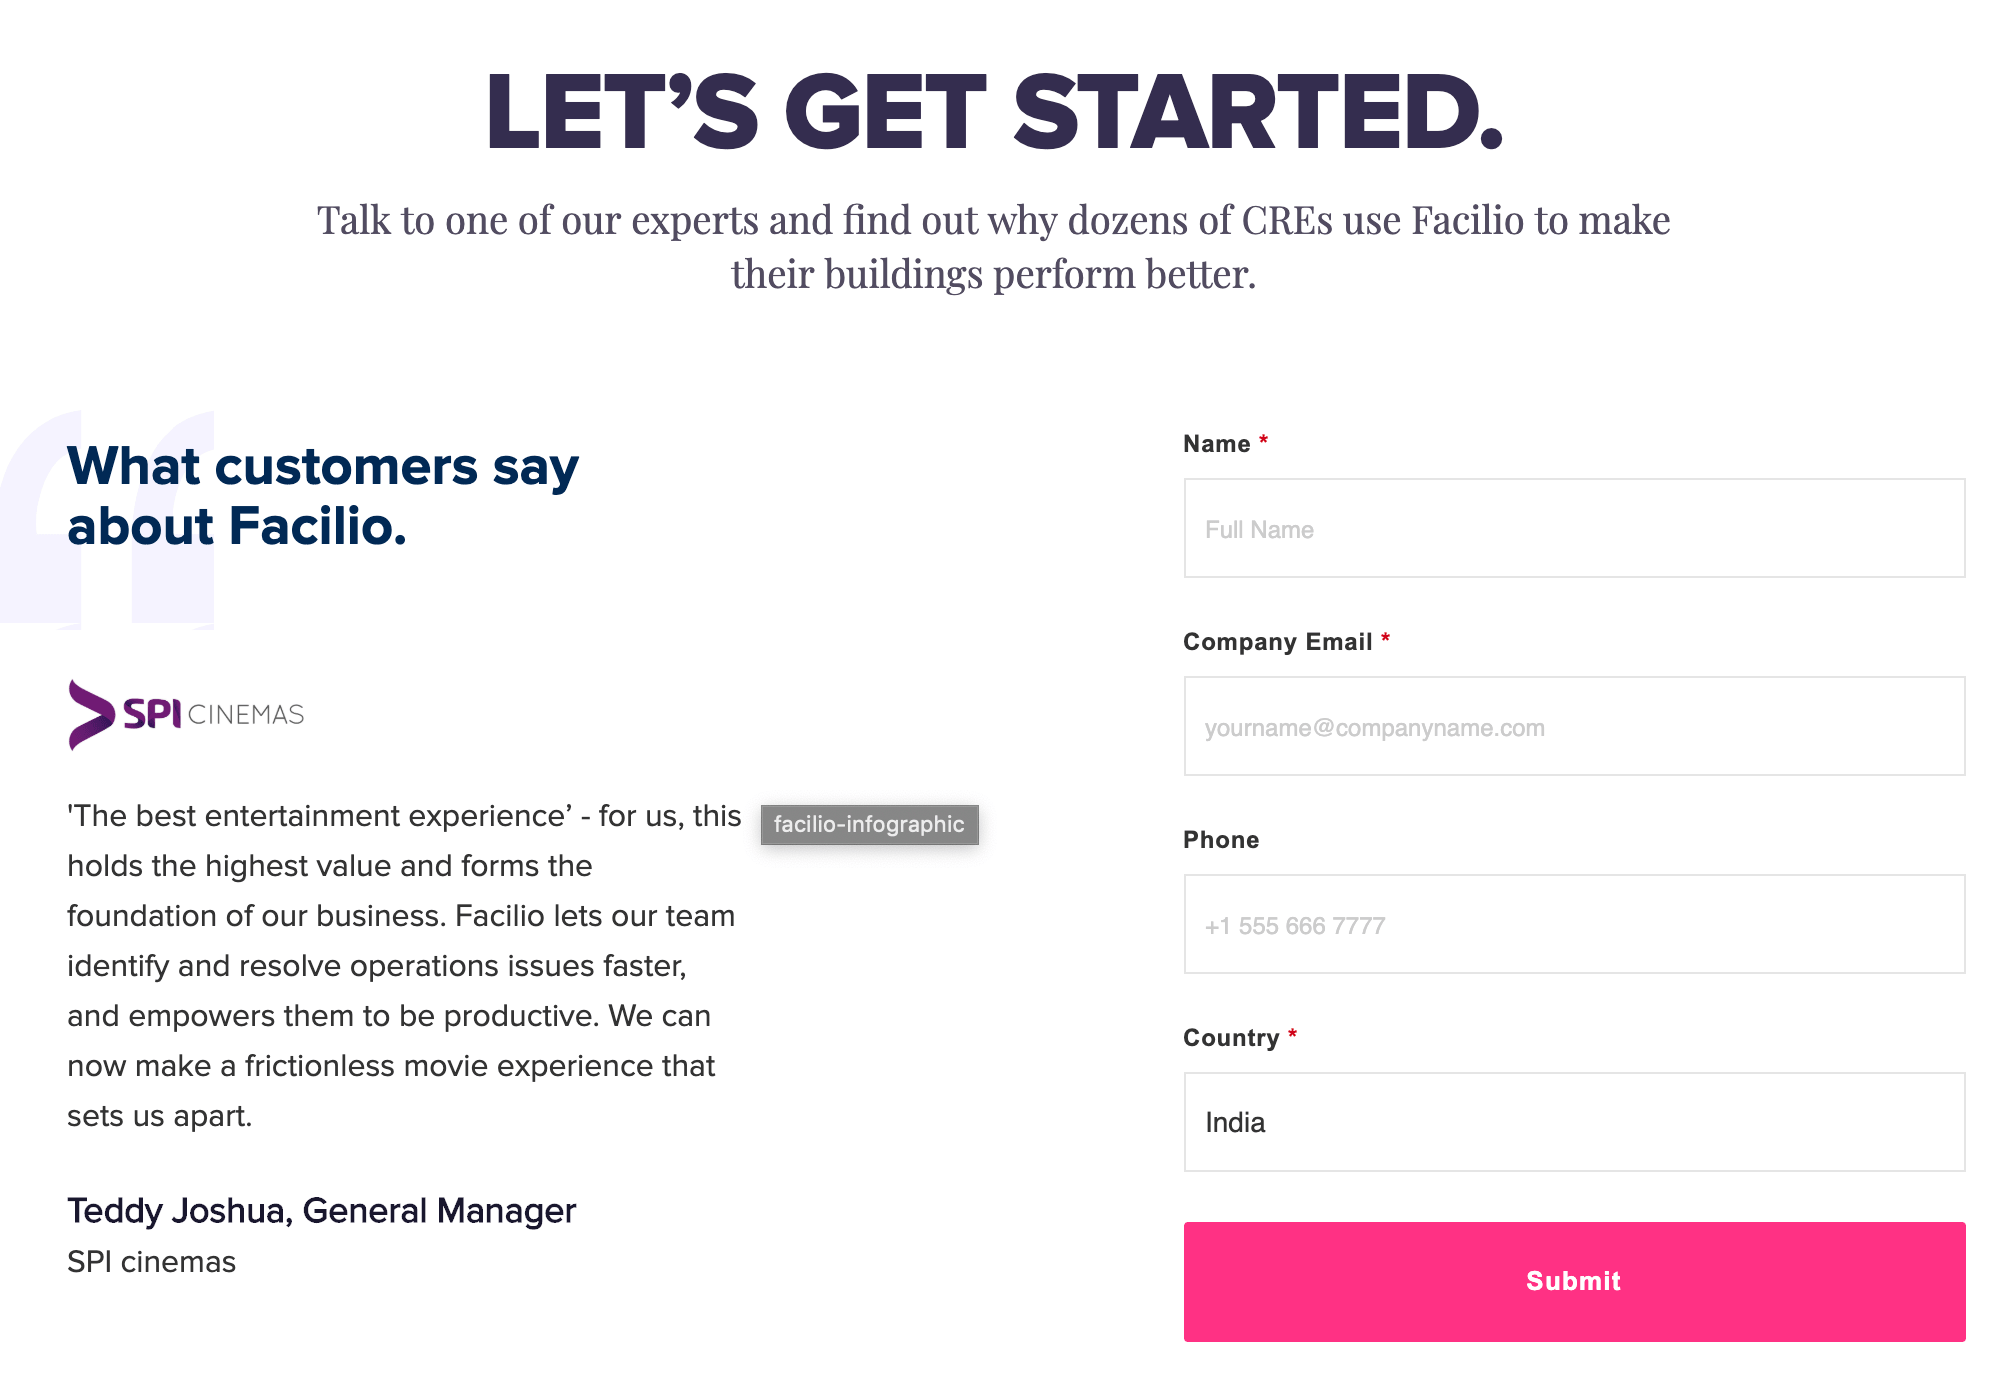 LET’S GET STARTED.
Talk to one of our experts and find out why dozens of CREs use Facilio to make
their buildings perform better.
What customers say
about Facilio.
SPI CINEMAS
'The best entertainment experience’ - for us, this
holds the highest value and forms the
foundation of our business. Facilio lets our team
identify and resolve operations issues faster,
and empowers them to be productive. We can
now make a frictionless movie experience that
sets us apart.
Teddy Joshua, General Manager
SPI cinemas
facilio-infographic
Name *
Full Name
Company Email *
yourname@companyname.com
Phone
+1 555 666 7777
Country *
India
Submit